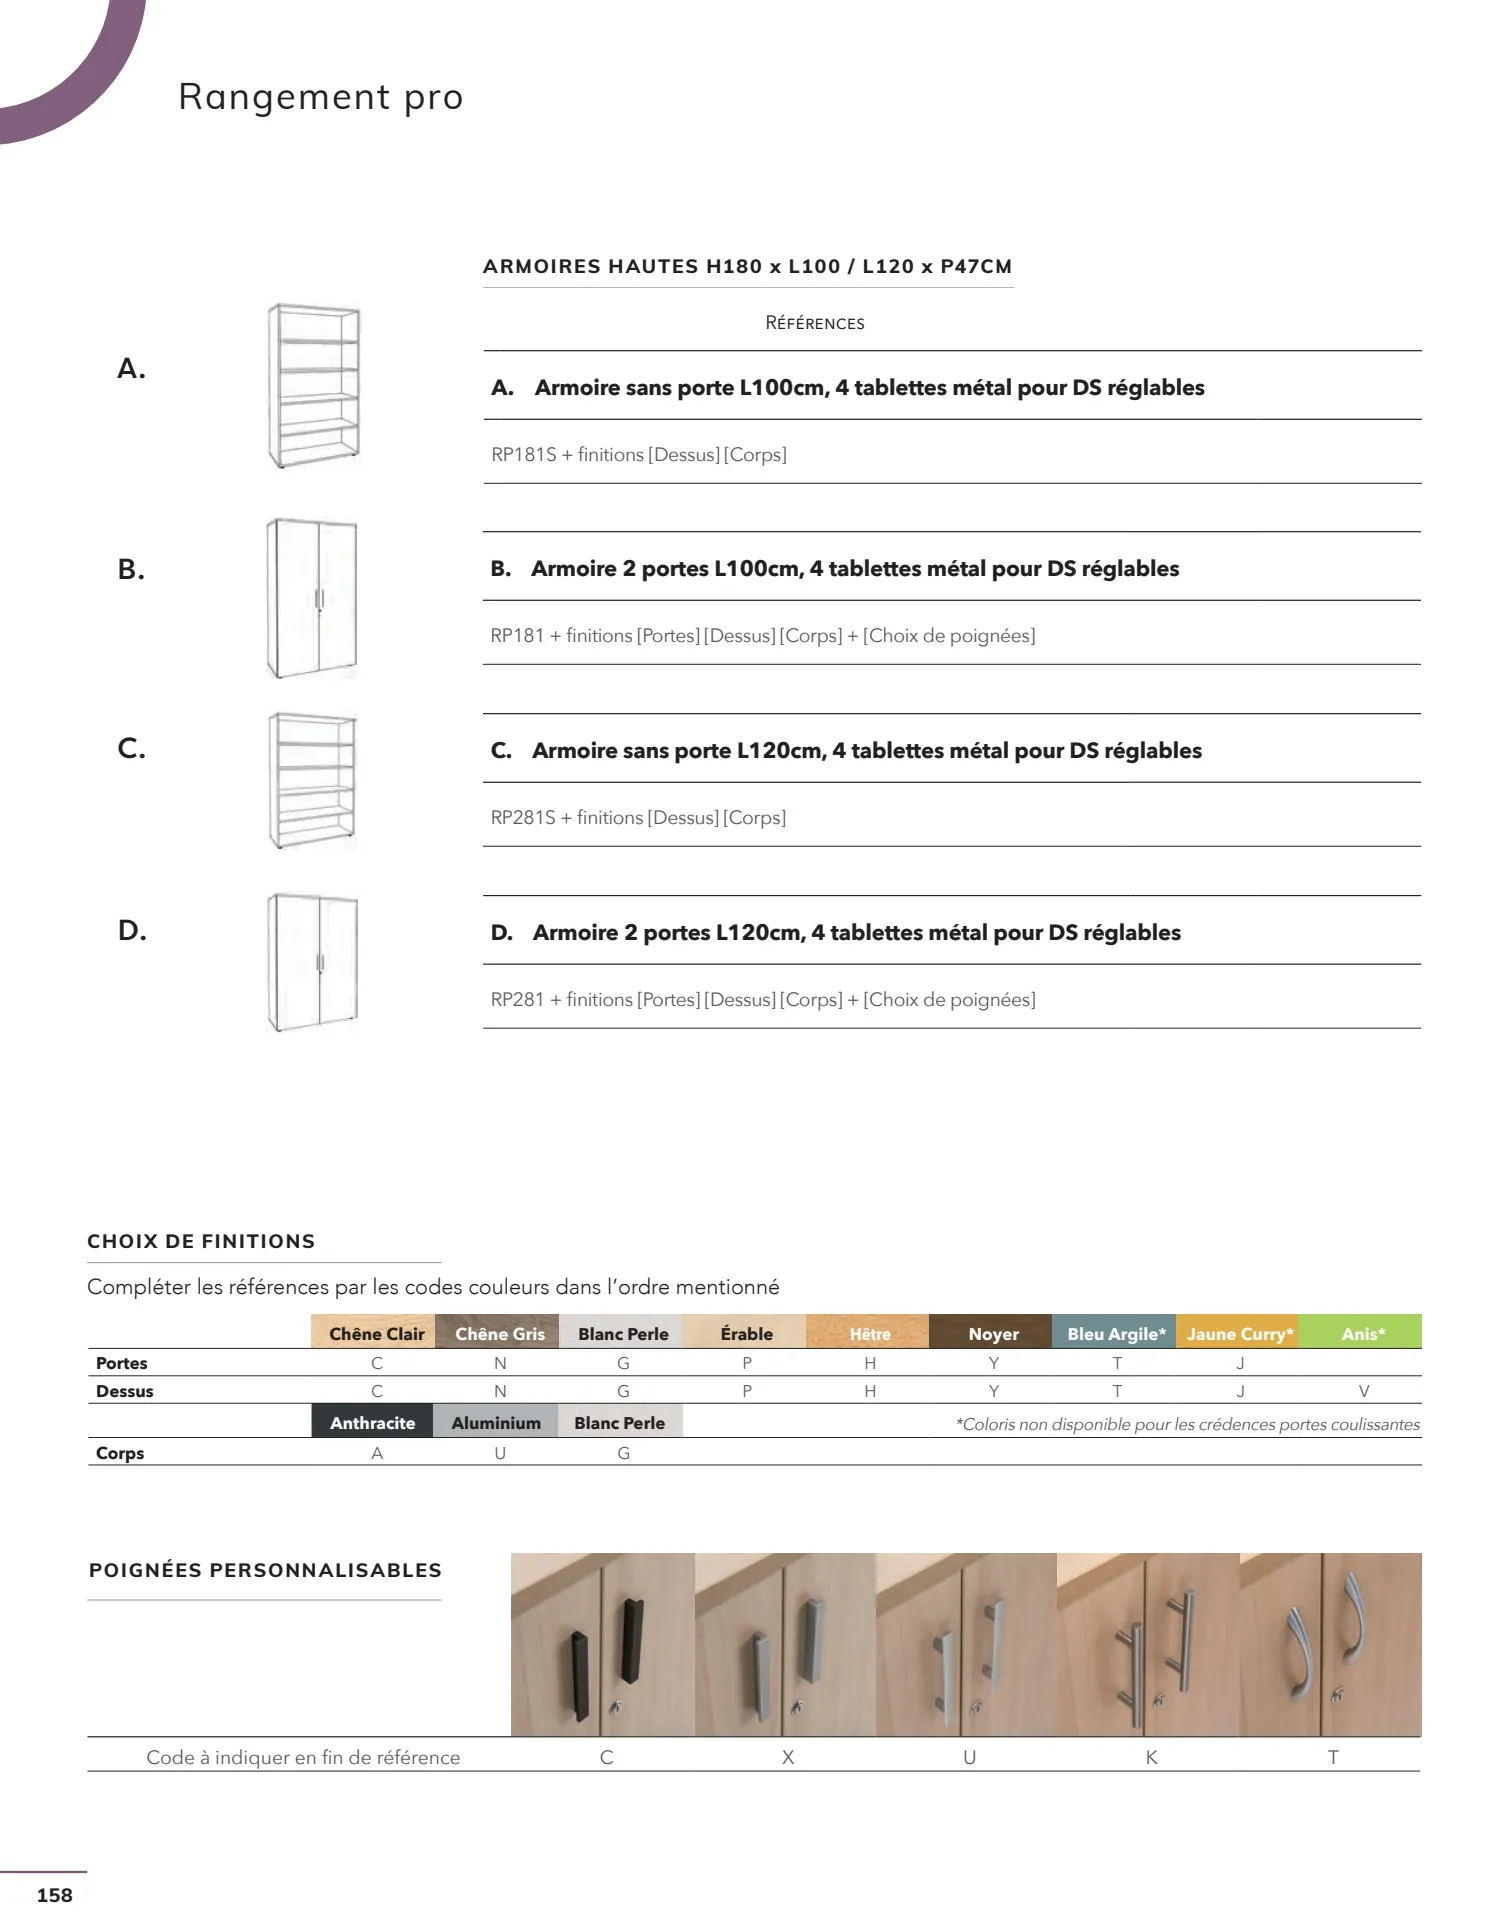 Rangement pro
ARMOIRES HAUTES H180 x L100 / L120 x P47CM
RÉFÉRENCES
A.
A. Armoire sans porte L100cm, 4 tablettes métal pour DS réglables
RP181S + finitions [Dessus] [Corps]
B.
B. Armoire 2 portes L100cm, 4 tablettes métal pour DS réglables
RP181 + finitions [Portes] [Dessus] [Corps] + [Choix de poignées]
C.
C. Armoire sans porte L120cm, 4 tablettes métal pour DS réglables
RP281S + finitions [Dessus] [Corps]
D.
D. Armoire 2 portes L120cm, 4 tablettes métal pour DS réglables
RP281 + finitions [Portes] [Dessus] [Corps] + [Choix de poignées]
CHOIX DE FINITIONS
Compléter les références par les codes couleurs dans l’ordre mentionné
Chêne Clair Chêne Gris Blanc Perle Érable Hêtre Noyer Bleu Argile* Jaune Curry* Anis*
Portes C N G P H Y T J
Dessus C N G P H Y T J V
Anthracite Aluminium Blanc Perle *Coloris non disponible pour les crédences portes coulissantes
Corps A U G
POIGNÉES PERSONNALISABLES
Code à indiquer en fin de référence C X U K T
158